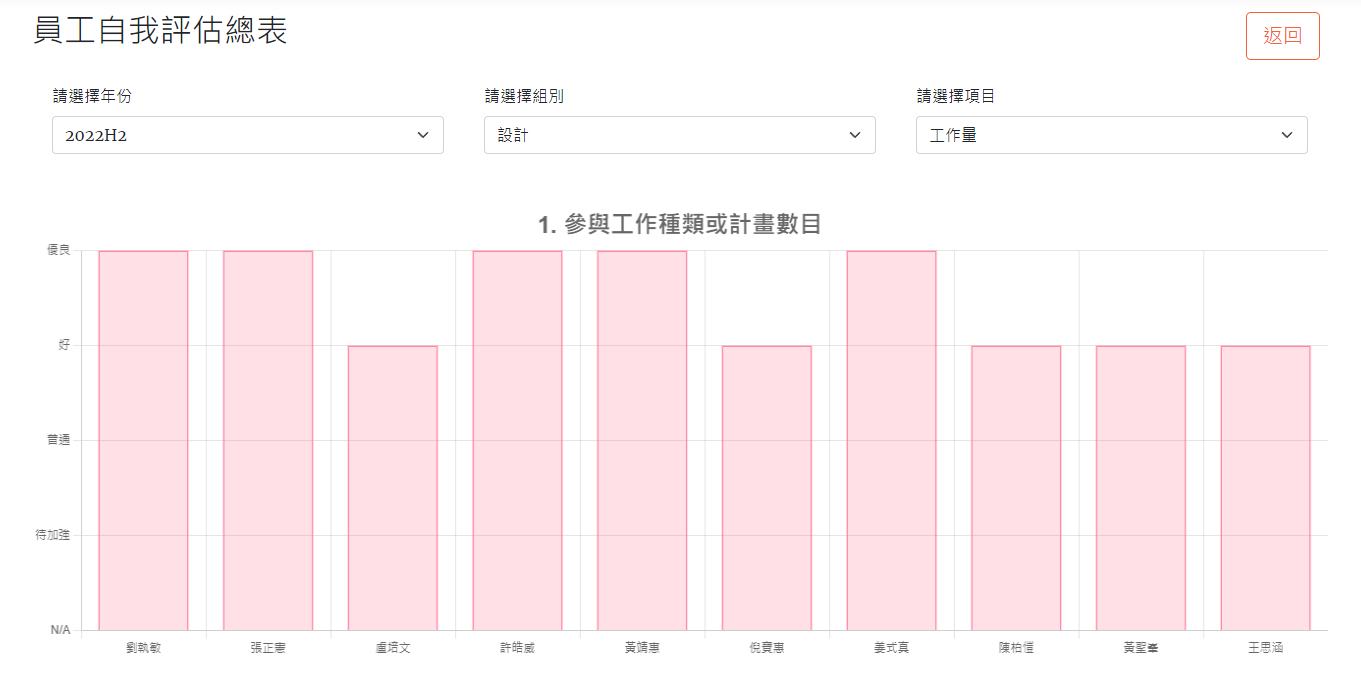 員工自我評估總表
返回
請選擇年份
請選擇組別
請選擇項目
2022H2
設計
工作量
1. 參與工作種類或計畫數目
優良
好
普通
待加強
N/A
劉執敏
張正憲
盧培文
許皓威
黃靖惠
倪寶惠
姜式真
陳柏恒
黃聖峯
王思涵